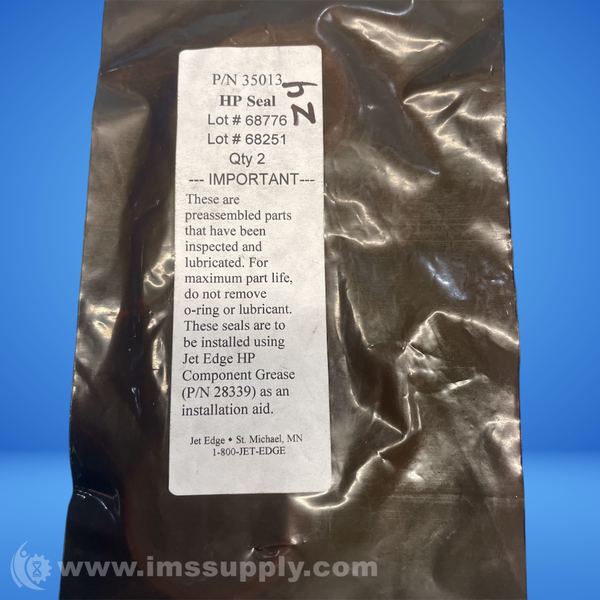 P/N 35013
HP Seal
Lot # 68776
Lot # 68251
Qty 2
--- IMPORTANT---
These are
preassembled parts
that have been
inspected and
lubricated. For
maximum part life,
do not remove
o-ring or lubricant.
These seals are to
be installed using
Jet Edge HP
Component Grease
(P/N 28339) as an
installation aid.
Jet Edge • St. Michael, MN
1-800-JET-EDGE
www.imssupply.com®